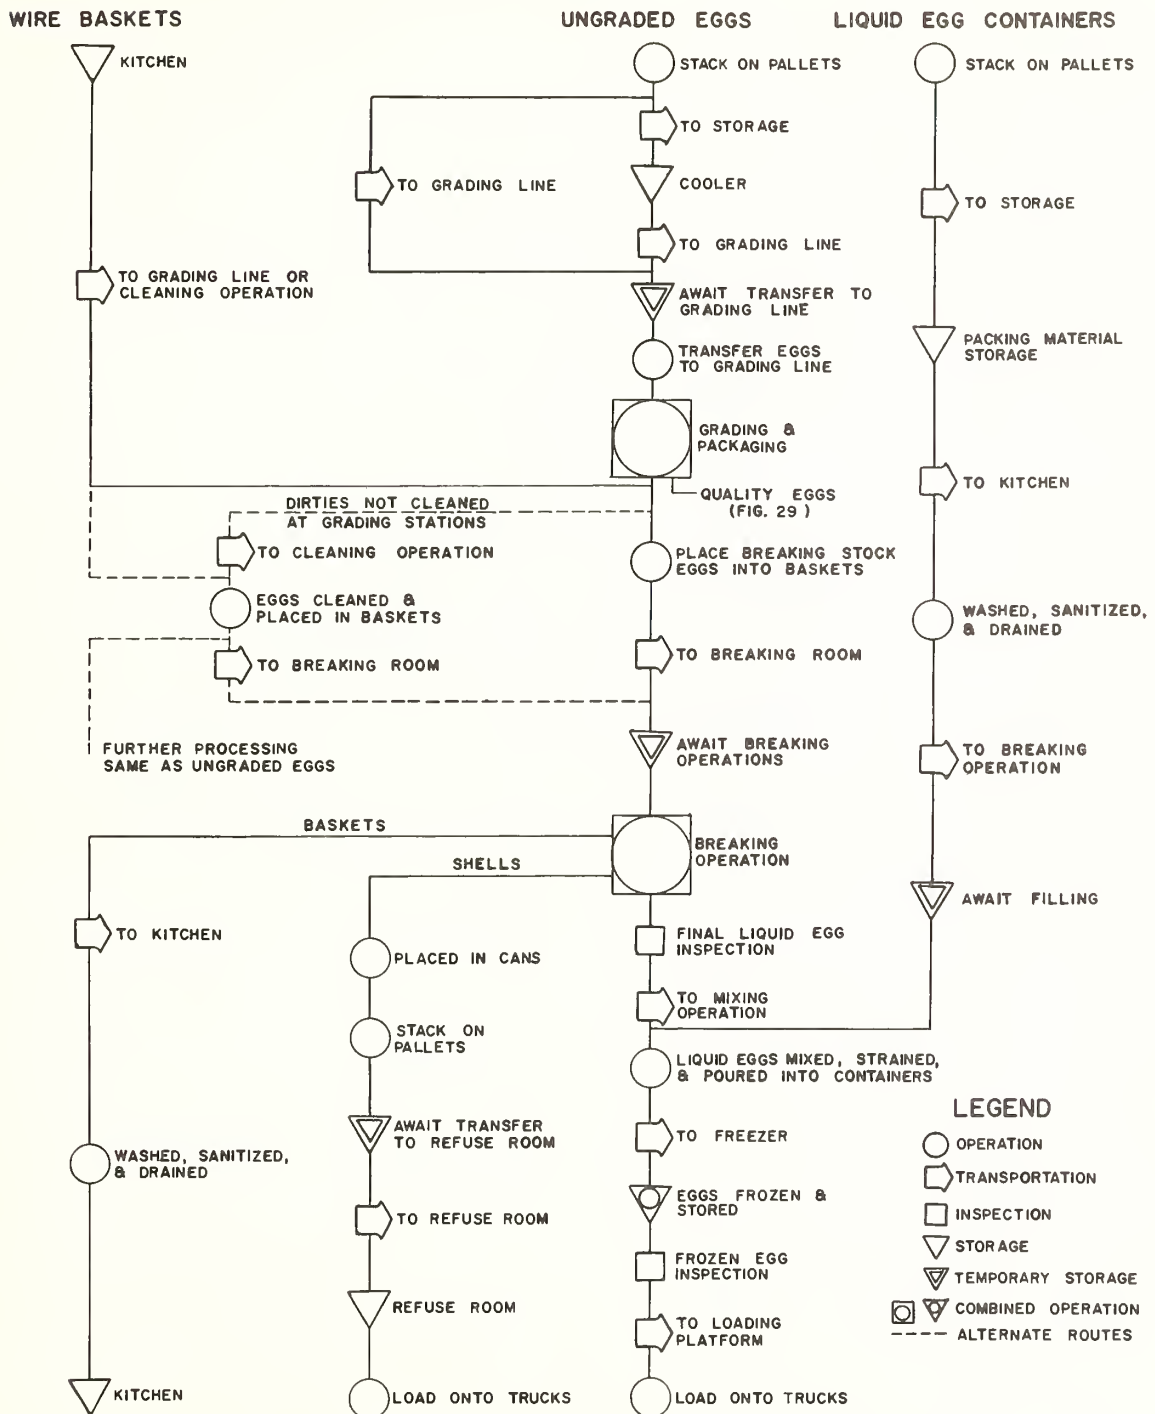 WIRE BASKETS
KITCHEN
TO GRADING LINE OR
CLEANING OPERATION
UNGRADED EGGS
STACK ON PALLETS
TO STORAGE
TO GRADING LINE
COOLER
TO GRADING LINE
AWAIT TRANSFER TO
GRADING LINE
TRANSFER EGGS
TO GRADING LINE
GRADING &
PACKAGING
QUALITY EGGS
(FIG. 29)
DIRTIES NOT CLEANED
AT GRADING STATIONS
TO CLEANING OPERATION
EGGS CLEANED &
PLACED IN BASKETS
TO BREAKING ROOM
FURTHER PROCESSING
SAME AS UNGRADED EGGS
PLACE BREAKING STOCK
EGGS INTO BASKETS
TO BREAKING ROOM
AWAIT BREAKING
OPERATIONS
BREAKING
OPERATION
BASKETS
TO KITCHEN
WASHED, SANITIZED,
& DRAINED
KITCHEN
SHELLS
PLACED IN CANS
STACK ON
PALLETS
AWAIT TRANSFER
TO REFUSE ROOM
TO REFUSE ROOM
REFUSE ROOM
LOAD ONTO TRUCKS
FINAL LIQUID EGG
INSPECTION
TO MIXING
OPERATION
LIQUID EGGS MIXED, STRAINED,
& POURED INTO CONTAINERS
TO FREEZER
EGGS FROZEN &
STORED
FROZEN EGG
INSPECTION
TO LOADING
PLATFORM
LOAD ONTO TRUCKS
LIQUID EGG CONTAINERS
STACK ON PALLETS
TO STORAGE
PACKING MATERIAL
STORAGE
TO KITCHEN
WASHED, SANITIZED,
& DRAINED
TO BREAKING
OPERATION
AWAIT FILLING
LEGEND
OPERATION
TRANSPORTATION
INSPECTION
STORAGE
TEMPORARY STORAGE
COMBINED OPERATION
ALTERNATE ROUTES